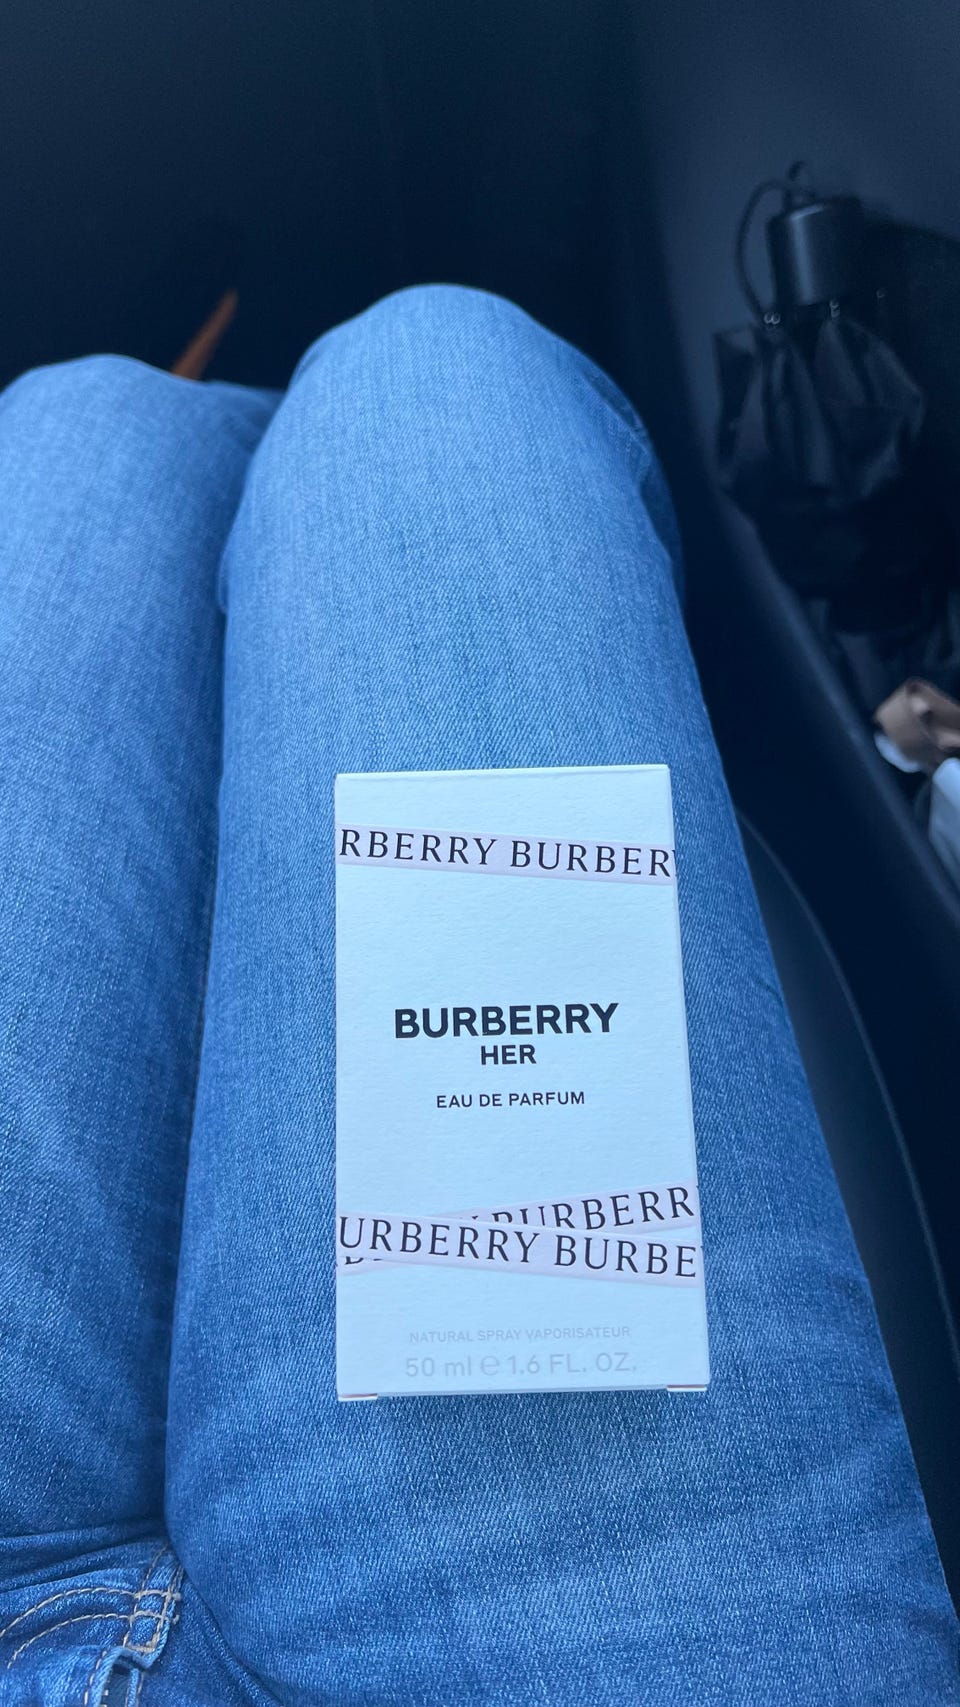 RBERRY BURBER
BURBERRY
HER
EAU DE PARFUM
BURBERR
URBERRY BURBE
NATURAL SPRAY VAPORISATEUR
50 ml e 1.6 FL. OZ.